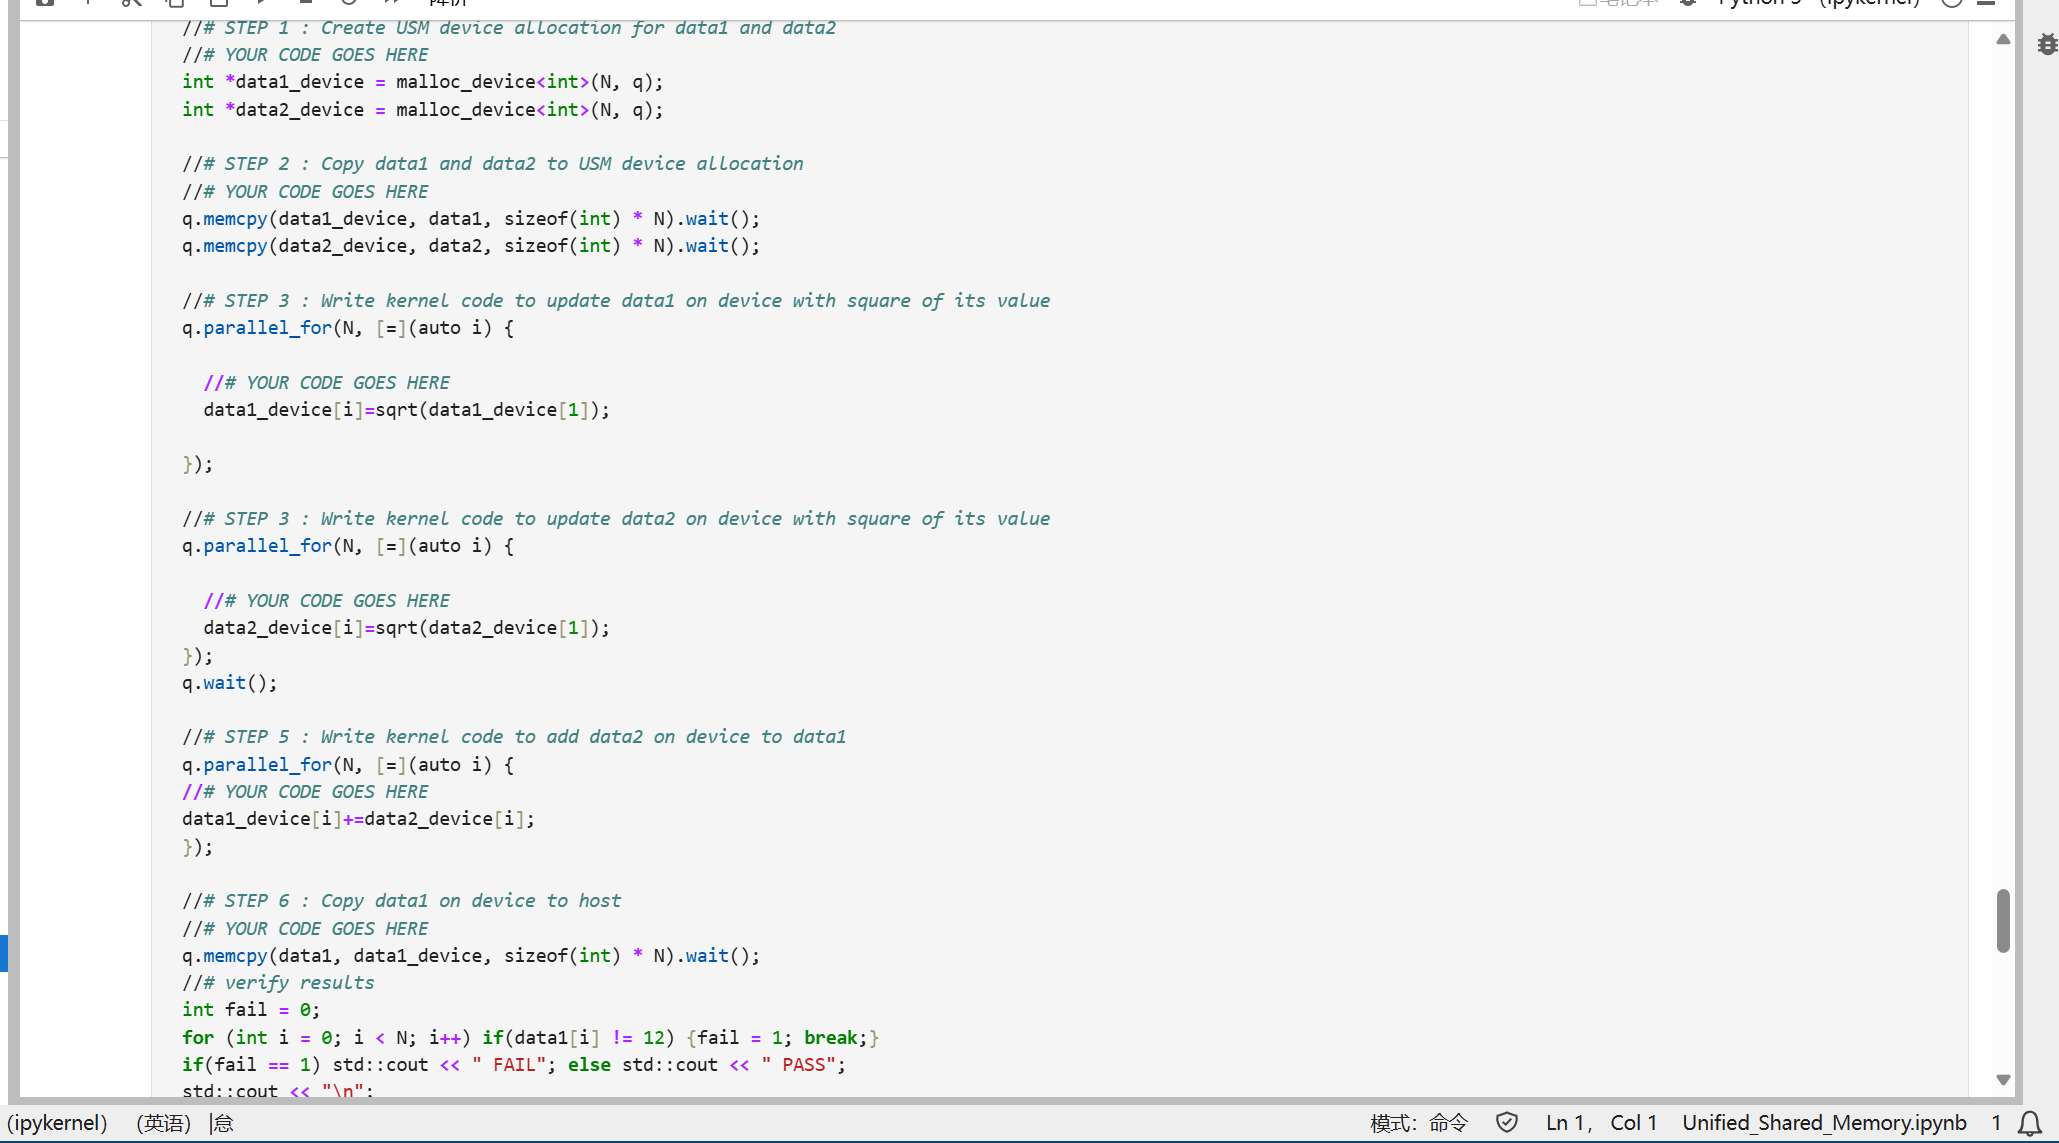 //# STEP 1 : Create USM device allocation for data1 and data2
//# YOUR CODE GOES HERE
int *data1_device = malloc_device<int>(N, q);
int *data2_device = malloc_device<int>(N, q);
//# STEP 2 : Copy data1 and data2 to USM device allocation
//# YOUR CODE GOES HERE
q.memcpy(data1_device, data1, sizeof(int) * N).wait();
q.memcpy(data2_device, data2, sizeof(int) * N).wait();
//# STEP 3 : Write kernel code to update data1 on device with square of its value
q.parallel_for(N, [=](auto i) {
//# YOUR CODE GOES HERE
data1_device[i]=sqrt(data1_device[1]);
});
//# STEP 3 : Write kernel code to update data2 on device with square of its value
q.parallel_for(N, [=](auto i) {
//# YOUR CODE GOES HERE
data2_device[i]=sqrt(data2_device[1]);
});
q.wait();
//# STEP 5 : Write kernel code to add data2 on device to data1
q.parallel_for(N, [=](auto i) {
//# YOUR CODE GOES HERE
data1_device[i]+=data2_device[i];
});
//# STEP 6 : Copy data1 on device to host
//# YOUR CODE GOES HERE
q.memcpy(data1, data1_device, sizeof(int) * N).wait();
//# verify results
int fail = 0;
for (int i = 0; i < N; i++) if(data1[i] != 12) {fail = 1; break;}
if(fail == 1) std::cout << " FAIL"; else std::cout << " PASS";
std::cout << "\n";
(ipykernel) (英语) |怠 模式: 命令 Ln 1, Col 1 Unified_Shared_Memory.ipynb 1